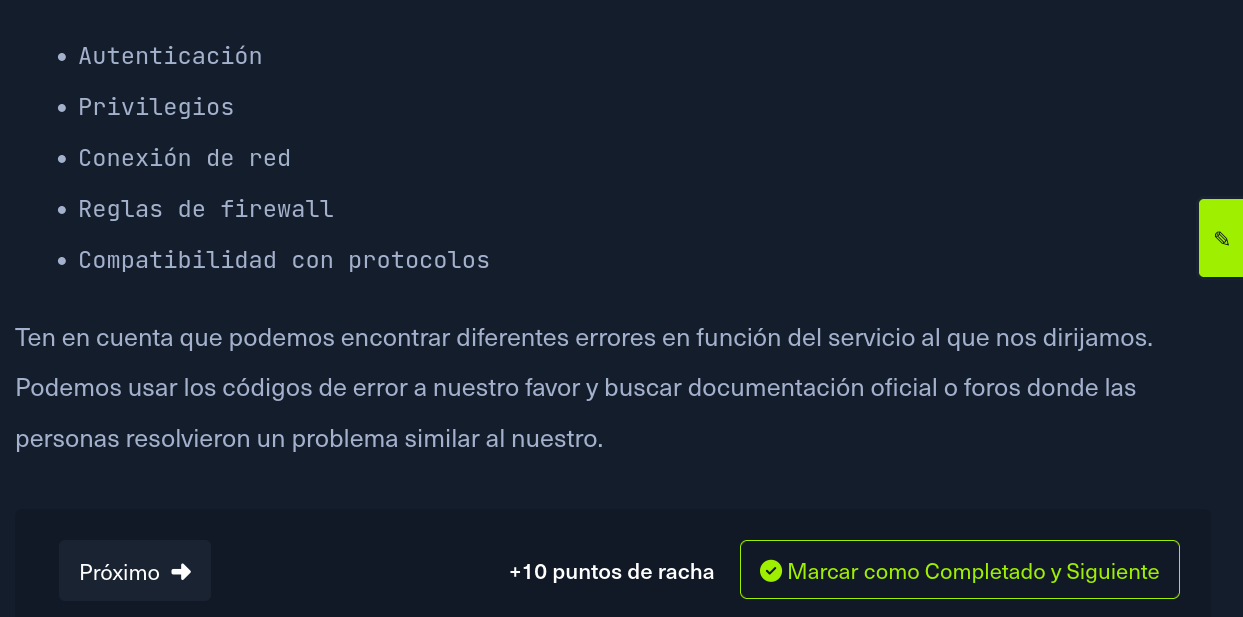 • Autenticación
• Privilegios
• Conexión de red
• Reglas de firewall
• Compatibilidad con protocolos
Ten en cuenta que podemos encontrar diferentes errores en función del servicio al que nos dirijamos.
Podemos usar los códigos de error a nuestro favor y buscar documentación oficial o foros donde las
personas resolvieron un problema similar al nuestro.
Próximo
+10 puntos de racha
Marcar como Completado y Siguiente